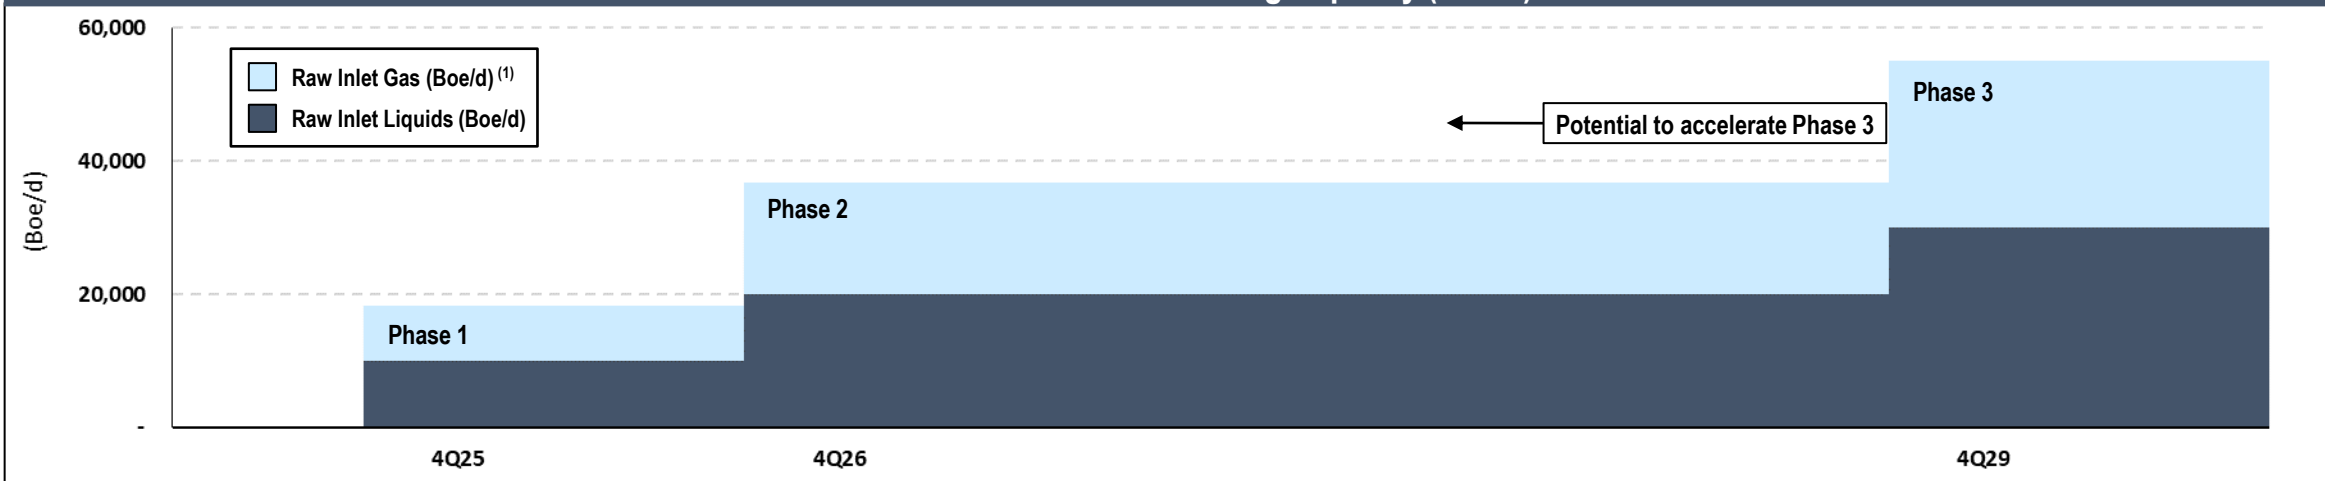 60,000
Raw Inlet Gas (Boe/d) (1)
Raw Inlet Liquids (Boe/d)
Phase 3
Potential to accelerate Phase 3
40,000
(Boe/d)
Phase 2
20,000
Phase 1
-
4Q25
4Q26
4Q29